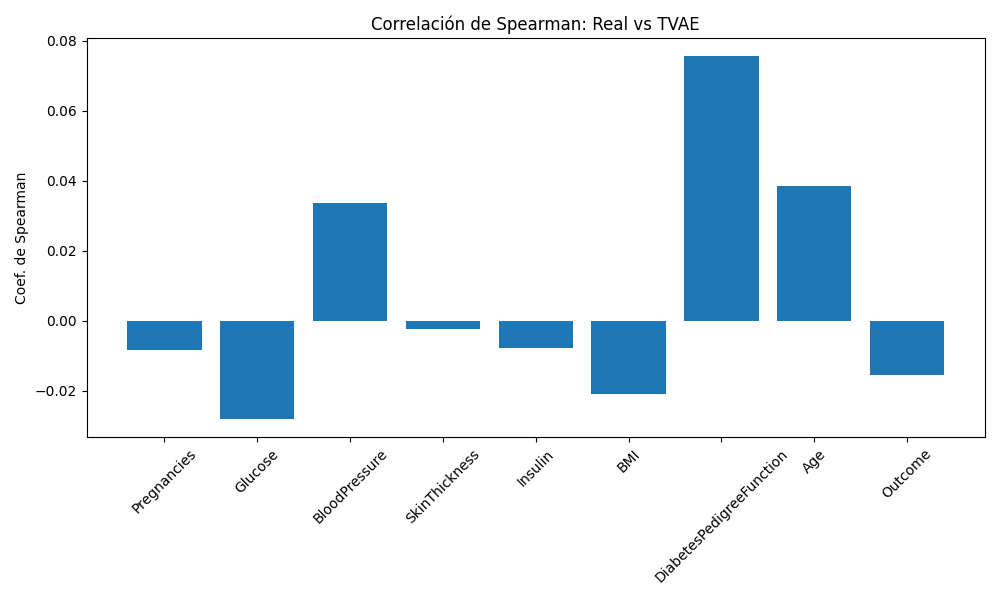 Correlación de Spearman: Real vs TVAE
Coef. de Spearman
0.08
0.06
0.04
0.02
0.00
−0.02
Pregnancies
Glucose
BloodPressure
SkinThickness
Insulin
BMI
DiabetesPedigreeFunction
Age
Outcome